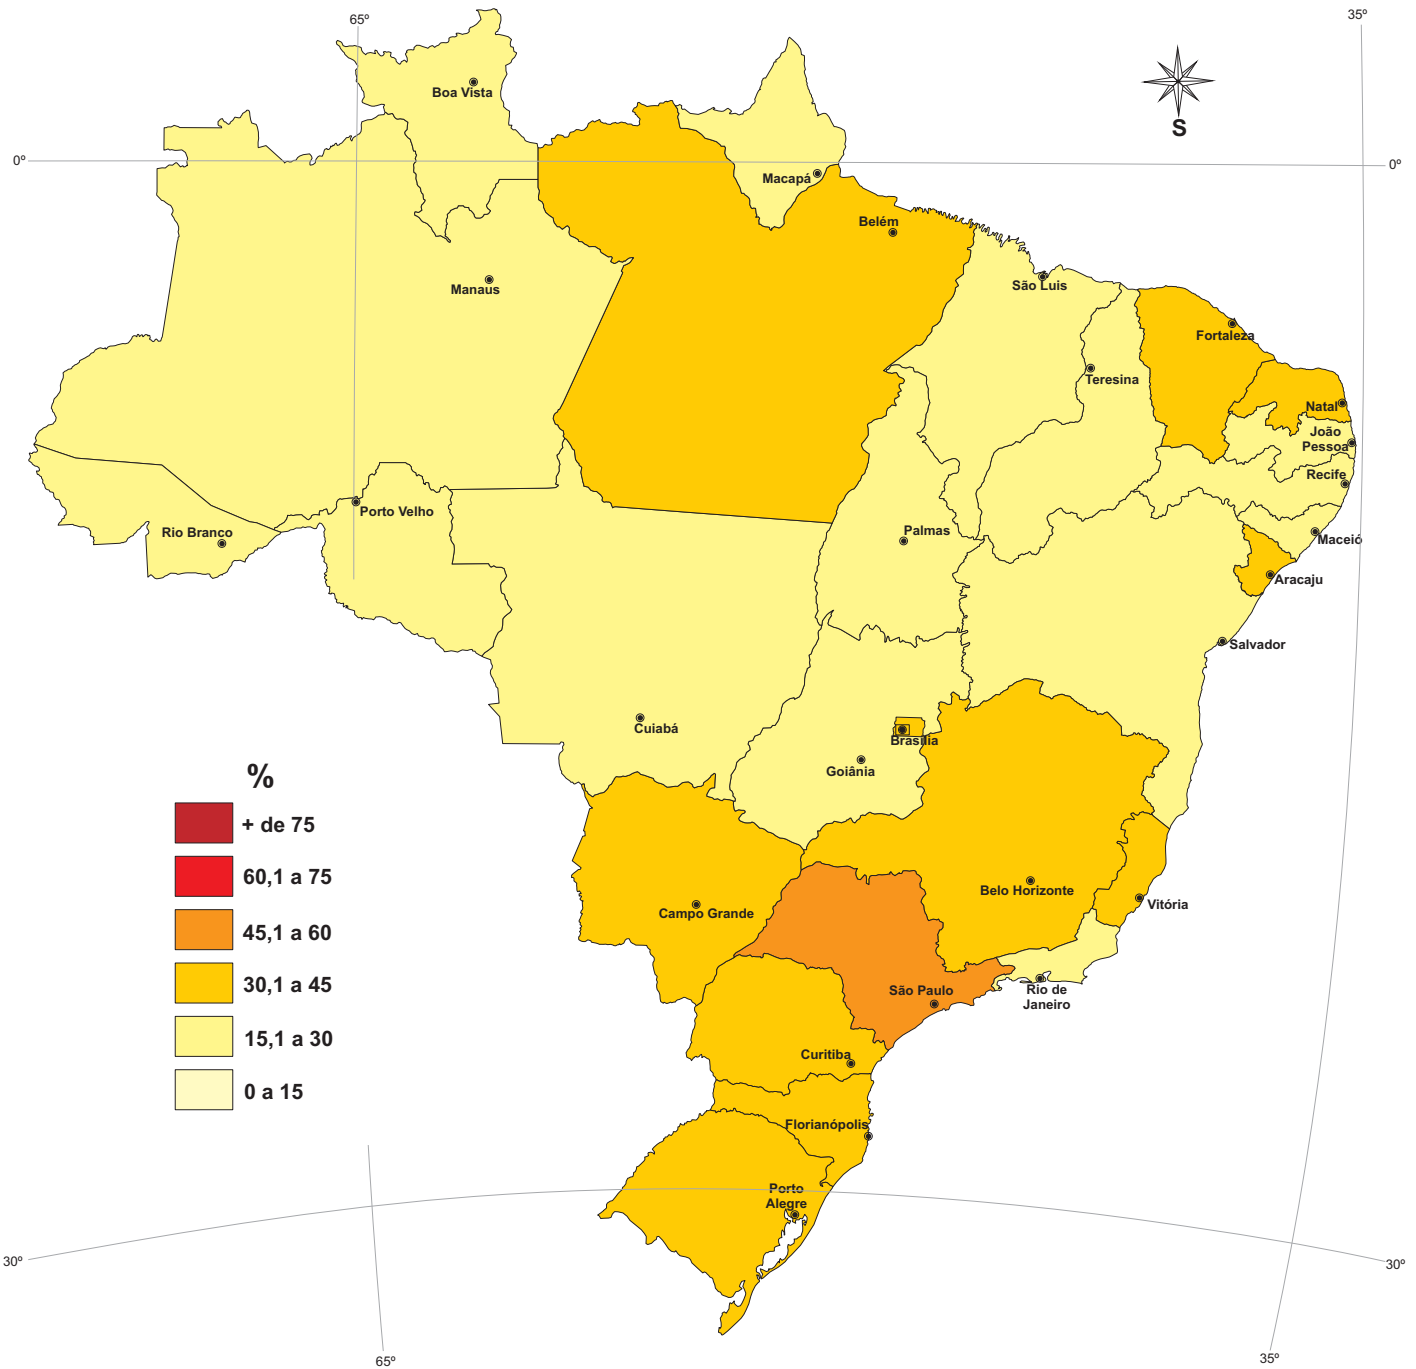 65º
35º
Boa Vista
S
0º
0º
Macapá
Belém
Manaus
São Luis
Fortaleza
Teresina
Natal
João
Pessoa
Recife
Porto Velho
Rio Branco
Palmas
Maceió
Aracaju
Salvador
Cuiabá
Brasília
Goiânia
%
+ de 75
60,1 a 75
45,1 a 60
30,1 a 45
15,1 a 30
0 a 15
Belo Horizonte
Vitória
Campo Grande
São Paulo
Rio de
Janeiro
Curitiba
Florianópolis
Porto
Alegre
30º
30º
65º
35º